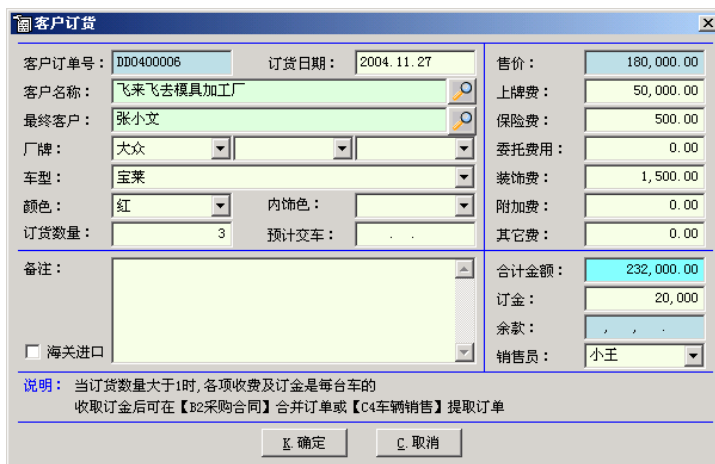 客户订货
客户订单号： DD0400006 订货日期： 2004.11.27
客户名称： 飞来飞去模具加工厂
最终客户： 张小文
厂牌： 大众
车型： 宝莱
颜色： 红 内饰色：
订货数量： 3 预计交车： . .
售价： 180,000.00
上牌费： 50,000.00
保险费： 500.00
委托费用： 0.00
装饰费： 1,500.00
附加费： 0.00
其它费： 0.00
备注：
海关进口
合计金额： 232,000.00
订金： 20,000
余款： , , .
销售员： 小王
说明： 当订货数量大于1时,各项收费及订金是每台车的
收取订金后可在【B2采购合同】合并订单或【C4车辆销售】提取订单
K.确定 C.取消